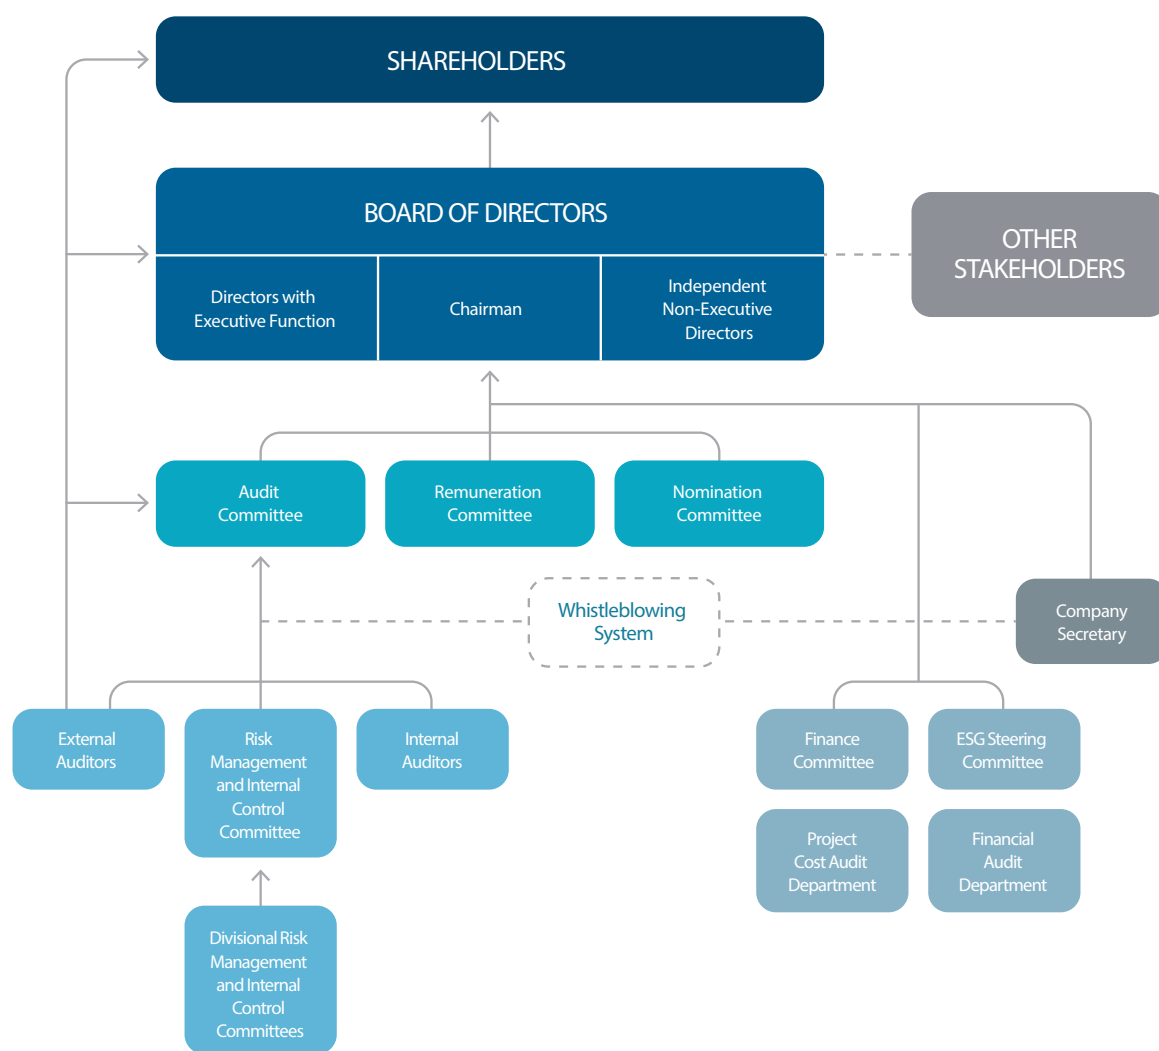 SHAREHOLDERS
BOARD OF DIRECTORS
Directors with
Executive Function
Chairman
Independent
Non-Executive
Directors
OTHER
STAKEHOLDERS
Audit
Committee
Remuneration
Committee
Nomination
Committee
Whistleblowing
System
Company
Secretary
External
Auditors
Risk
Management
and Internal
Control
Committee
Internal
Auditors
Finance
Committee
ESG Steering
Committee
Project
Cost Audit
Department
Financial
Audit
Department
Divisional Risk
Management
and Internal
Control
Committees